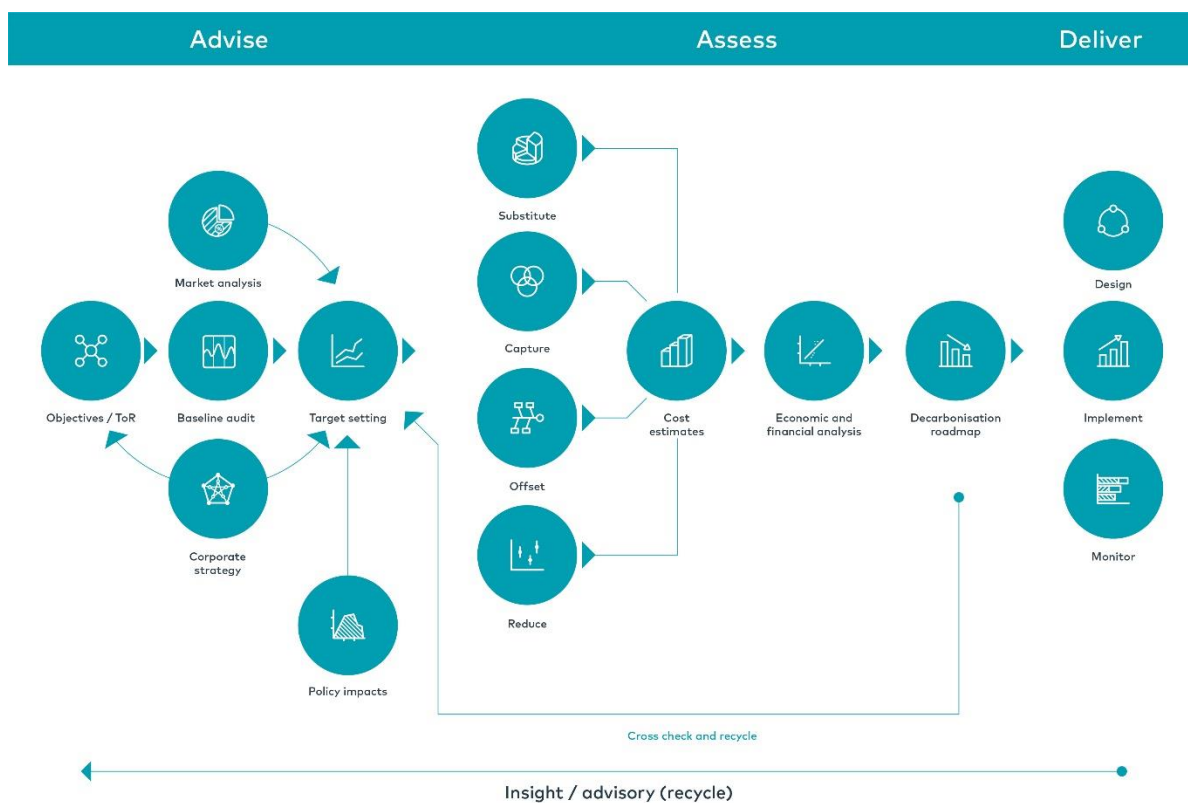 Advise
Assess
Deliver
Substitute
Market analysis
Capture
Design
Objectives / ToR
Baseline audit
Target setting
Cost
estimates
Economic and
financial analysis
Decarbonisation
roadmap
Implement
Offset
Corporate
strategy
Monitor
Reduce
Policy impacts
Cross check and recycle
Insight / advisory (recycle)